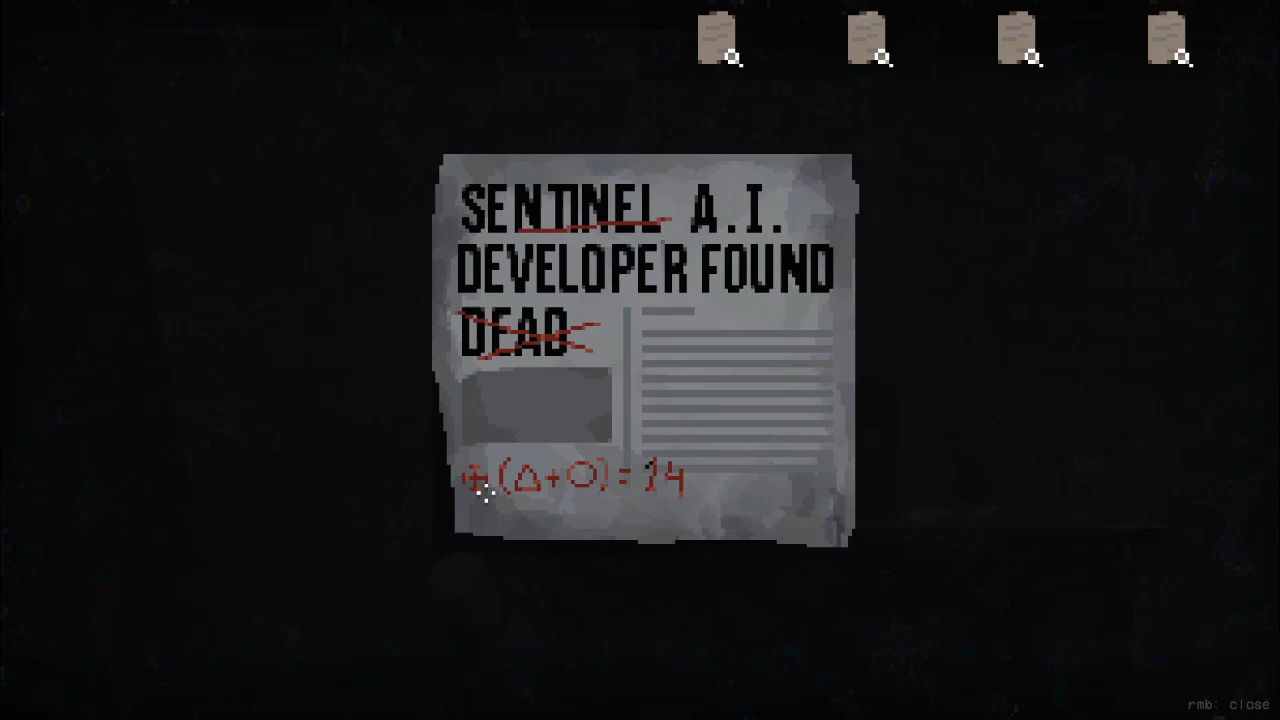 SENTINEL A.I.
DEVELOPER FOUND
DEAD
✠(△+○)=14
rmb: close